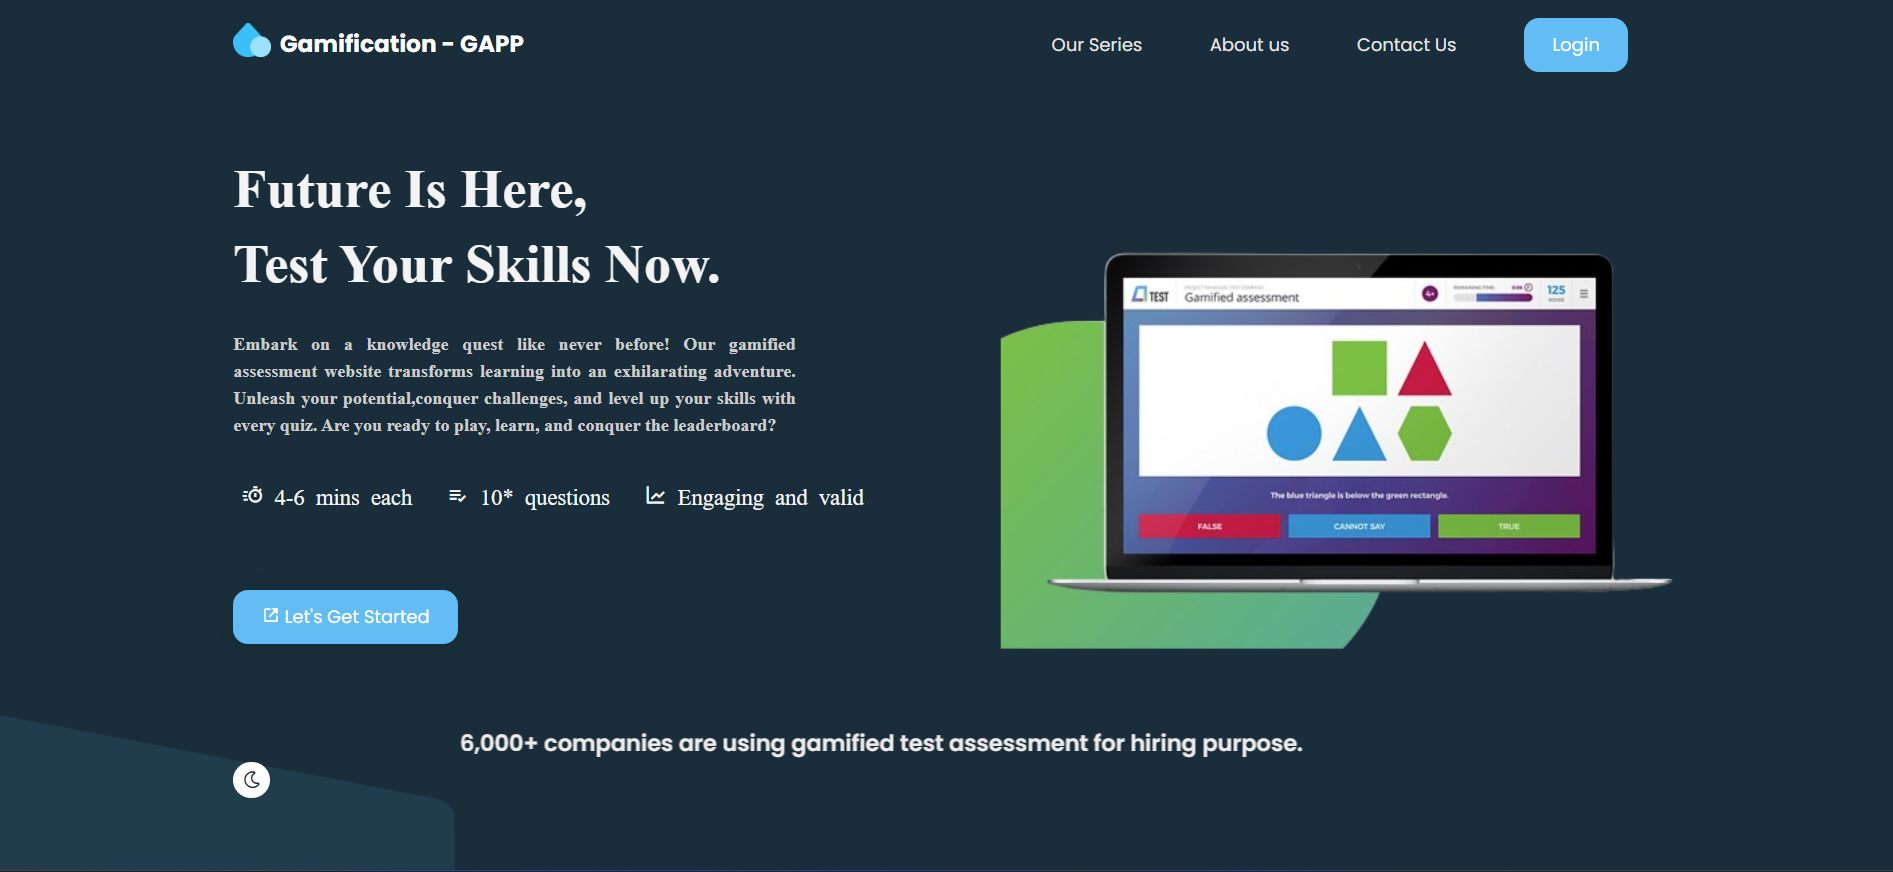 Gamification - GAPP
Our Series
About us
Contact Us
Login
Future Is Here,
Test Your Skills Now.
Embark on a knowledge quest like never before! Our gamified
assessment website transforms learning into an exhilarating adventure.
Unleash your potential,conquer challenges, and level up your skills with
every quiz. Are you ready to play, learn, and conquer the leaderboard?
4-6 mins each
10* questions
Engaging and valid
Let's Get Started
TEST
Gamified assessment
REMAINING TIME
125
SCORE
The blue triangle is below the green rectangle.
FALSE
CANNOT SAY
TRUE
6,000+ companies are using gamified test assessment for hiring purpose.